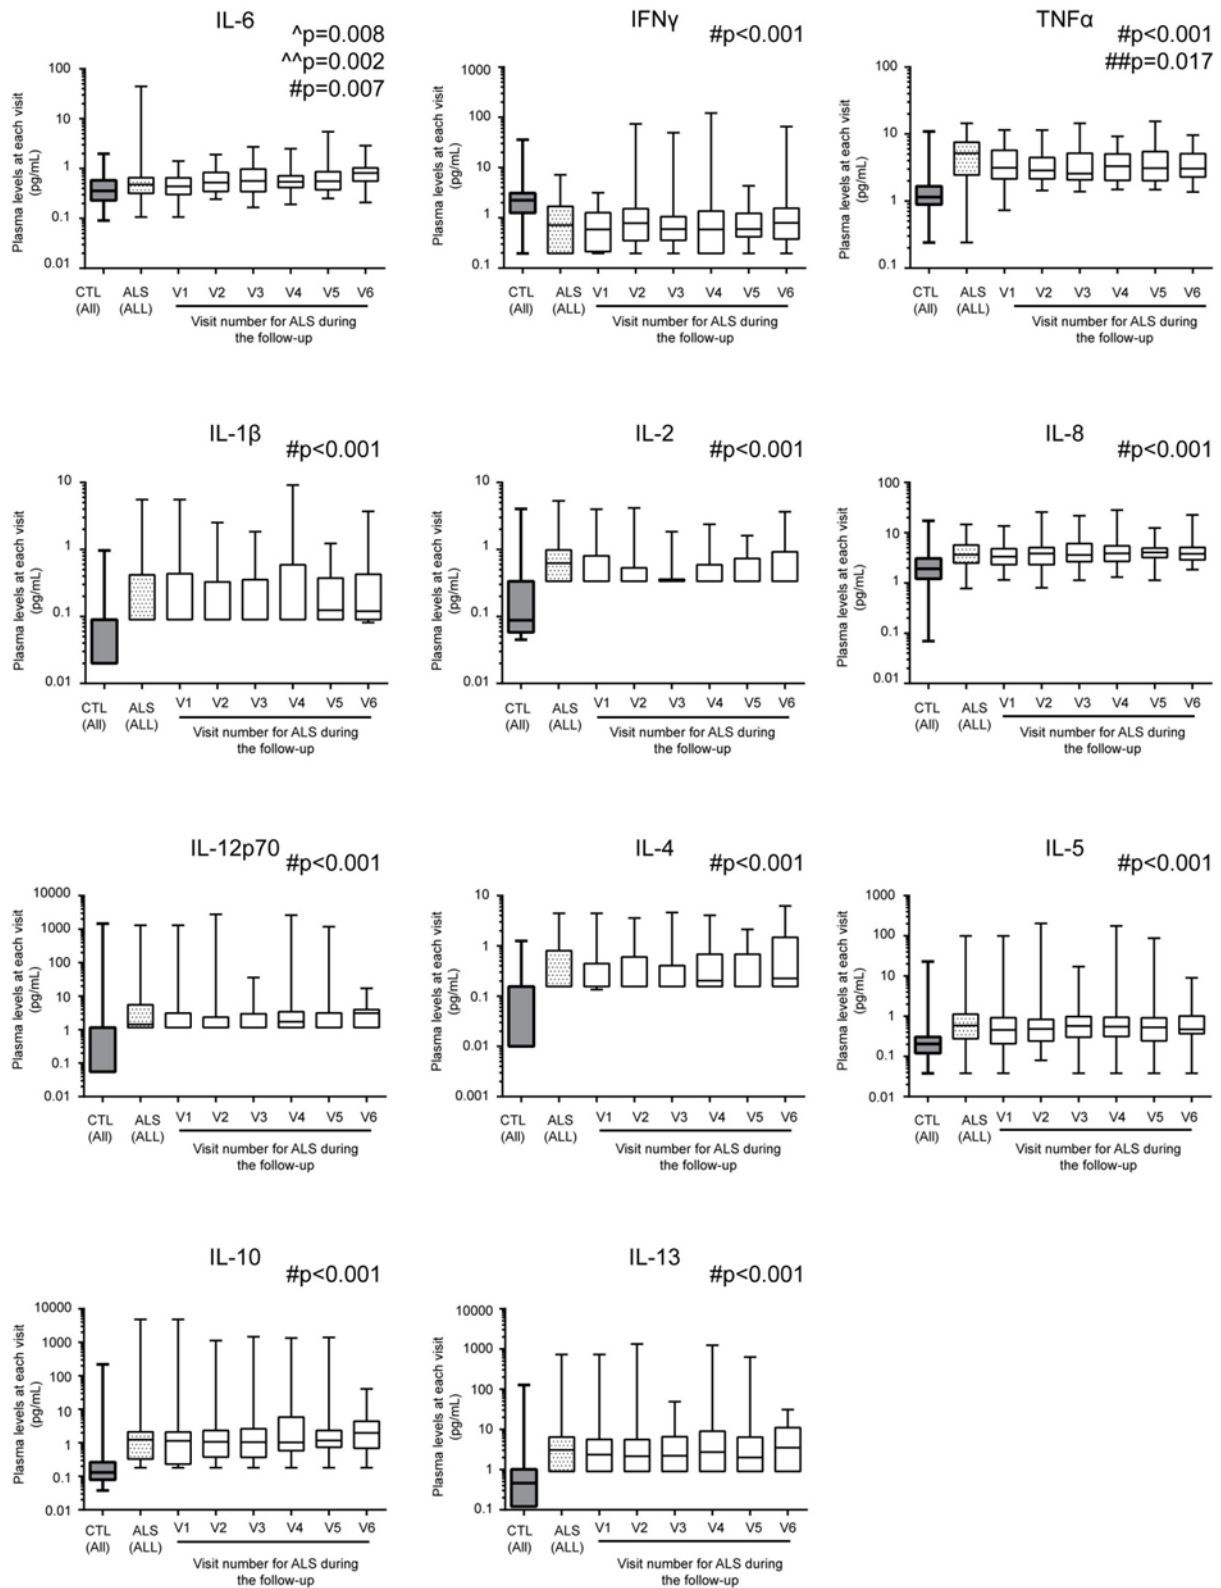 IL-6
^p=0.008
^^p=0.002
#p=0.007
Plasma levels at each visit
(pg/mL)
100
10
1
0.1
0.01
CTL
(All)
ALS
(ALL)
V1 V2 V3 V4 V5 V6
Visit number for ALS during
the follow-up
IFNγ
#p<0.001
Plasma levels at each visit
(pg/mL)
1000
100
10
1
0.1
CTL
(All)
ALS
(ALL)
V1 V2 V3 V4 V5 V6
Visit number for ALS during
the follow-up
TNFα
#p<0.001
##p=0.017
Plasma levels at each visit
(pg/mL)
100
10
1
0.1
CTL
(All)
ALS
(ALL)
V1 V2 V3 V4 V5 V6
Visit number for ALS during
the follow-up
IL-1β
#p<0.001
Plasma levels at each visit
(pg/mL)
10
1
0.1
0.01
CTL
(All)
ALS
(ALL)
V1 V2 V3 V4 V5 V6
Visit number for ALS during
the follow-up
IL-2
#p<0.001
Plasma levels at each visit
(pg/mL)
10
1
0.1
0.01
CTL
(All)
ALS
(ALL)
V1 V2 V3 V4 V5 V6
Visit number for ALS during
the follow-up
IL-8
#p<0.001
Plasma levels at each visit
(pg/mL)
100
10
1
0.1
0.01
CTL
(All)
ALS
(ALL)
V1 V2 V3 V4 V5 V6
Visit number for ALS during
the follow-up
IL-12p70
#p<0.001
Plasma levels at each visit
(pg/mL)
10000
1000
100
10
1
0.1
0.01
CTL
(All)
ALS
(ALL)
V1 V2 V3 V4 V5 V6
Visit number for ALS during
the follow-up
IL-4
#p<0.001
Plasma levels at each visit
(pg/mL)
10
1
0.1
0.01
0.001
CTL
(All)
ALS
(ALL)
V1 V2 V3 V4 V5 V6
Visit number for ALS during
the follow-up
IL-5
#p<0.001
Plasma levels at each visit
(pg/mL)
1000
100
10
1
0.1
0.01
CTL
(All)
ALS
(ALL)
V1 V2 V3 V4 V5 V6
Visit number for ALS during
the follow-up
IL-10
#p<0.001
Plasma levels at each visit
(pg/mL)
10000
1000
100
10
1
0.1
0.01
CTL
(All)
ALS
(ALL)
V1 V2 V3 V4 V5 V6
Visit number for ALS during
the follow-up
IL-13
#p<0.001
Plasma levels at each visit
(pg/mL)
10000
1000
100
10
1
0.1
CTL
(All)
ALS
(ALL)
V1 V2 V3 V4 V5 V6
Visit number for ALS during
the follow-up